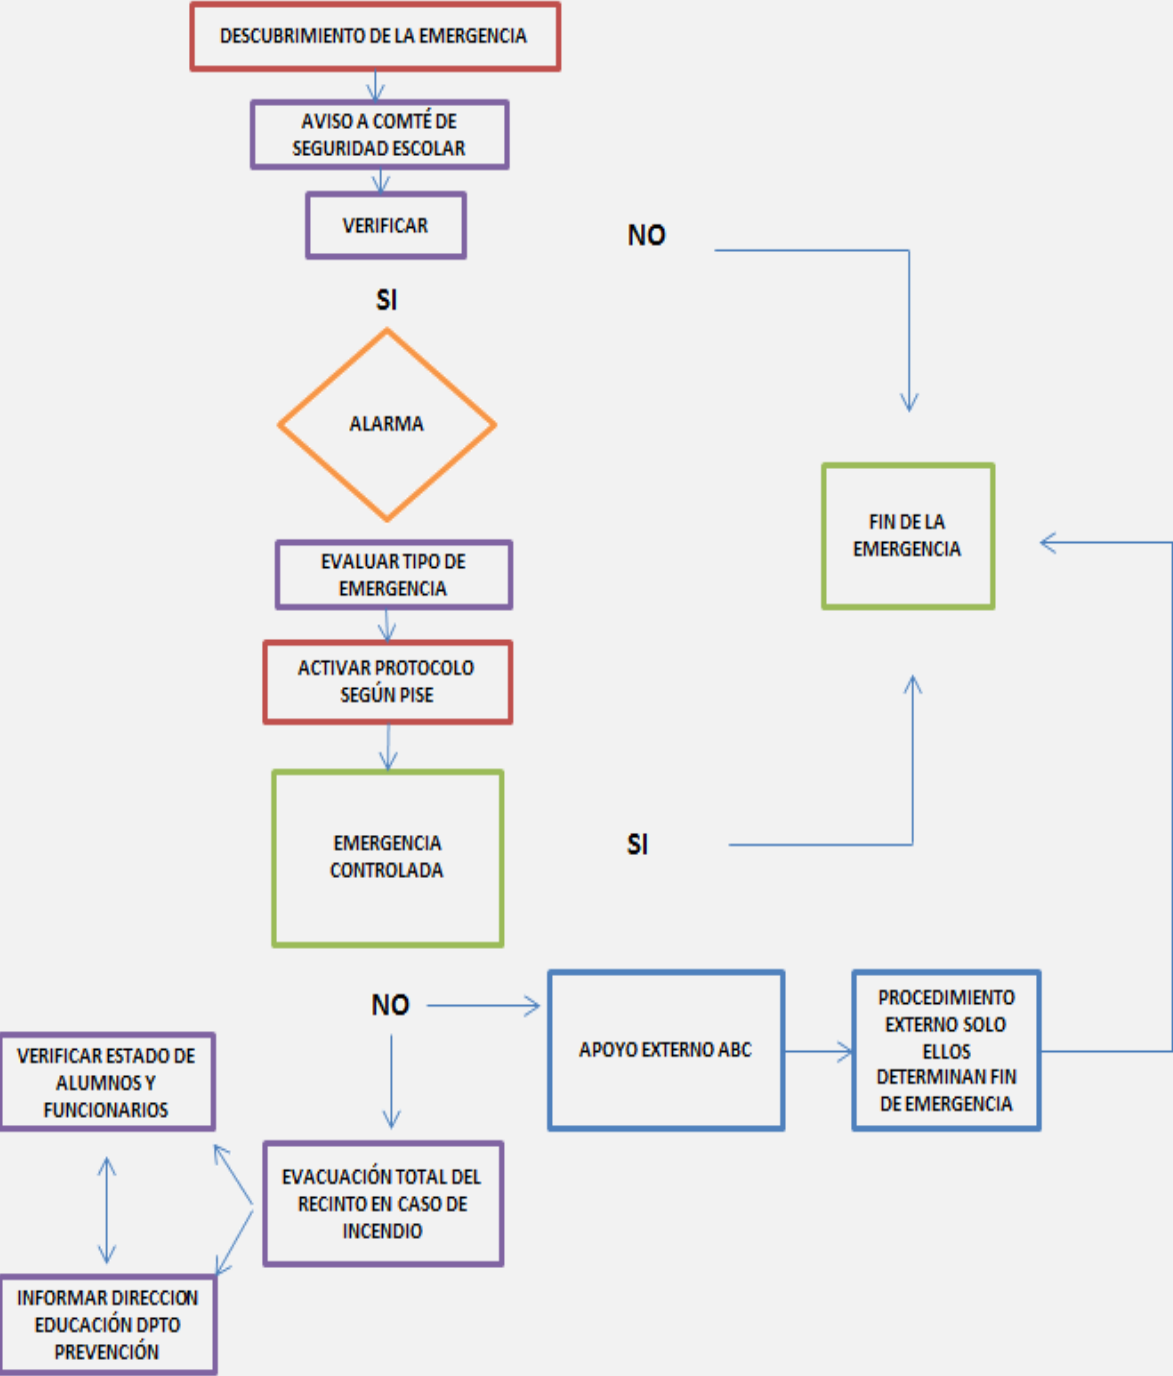 DESCUBRIMIENTO DE LA EMERGENCIA
AVISO A COMTÉ DE
SEGURIDAD ESCOLAR
VERIFICAR
NO
SI
ALARMA
FIN DE LA
EMERGENCIA
EVALUAR TIPO DE
EMERGENCIA
ACTIVAR PROTOCOLO
SEGÚN PISE
EMERGENCIA
CONTROLADA
SI
NO
APOYO EXTERNO ABC
PROCEDIMIENTO
EXTERNO SOLO
ELLOS
DETERMINAN FIN
DE EMERGENCIA
VERIFICAR ESTADO DE
ALUMNOS Y
FUNCIONARIOS
EVACUACIÓN TOTAL DEL
RECINTO EN CASO DE
INCENDIO
INFORMAR DIRECCION
EDUCACIÓN DPTO
PREVENCIÓN